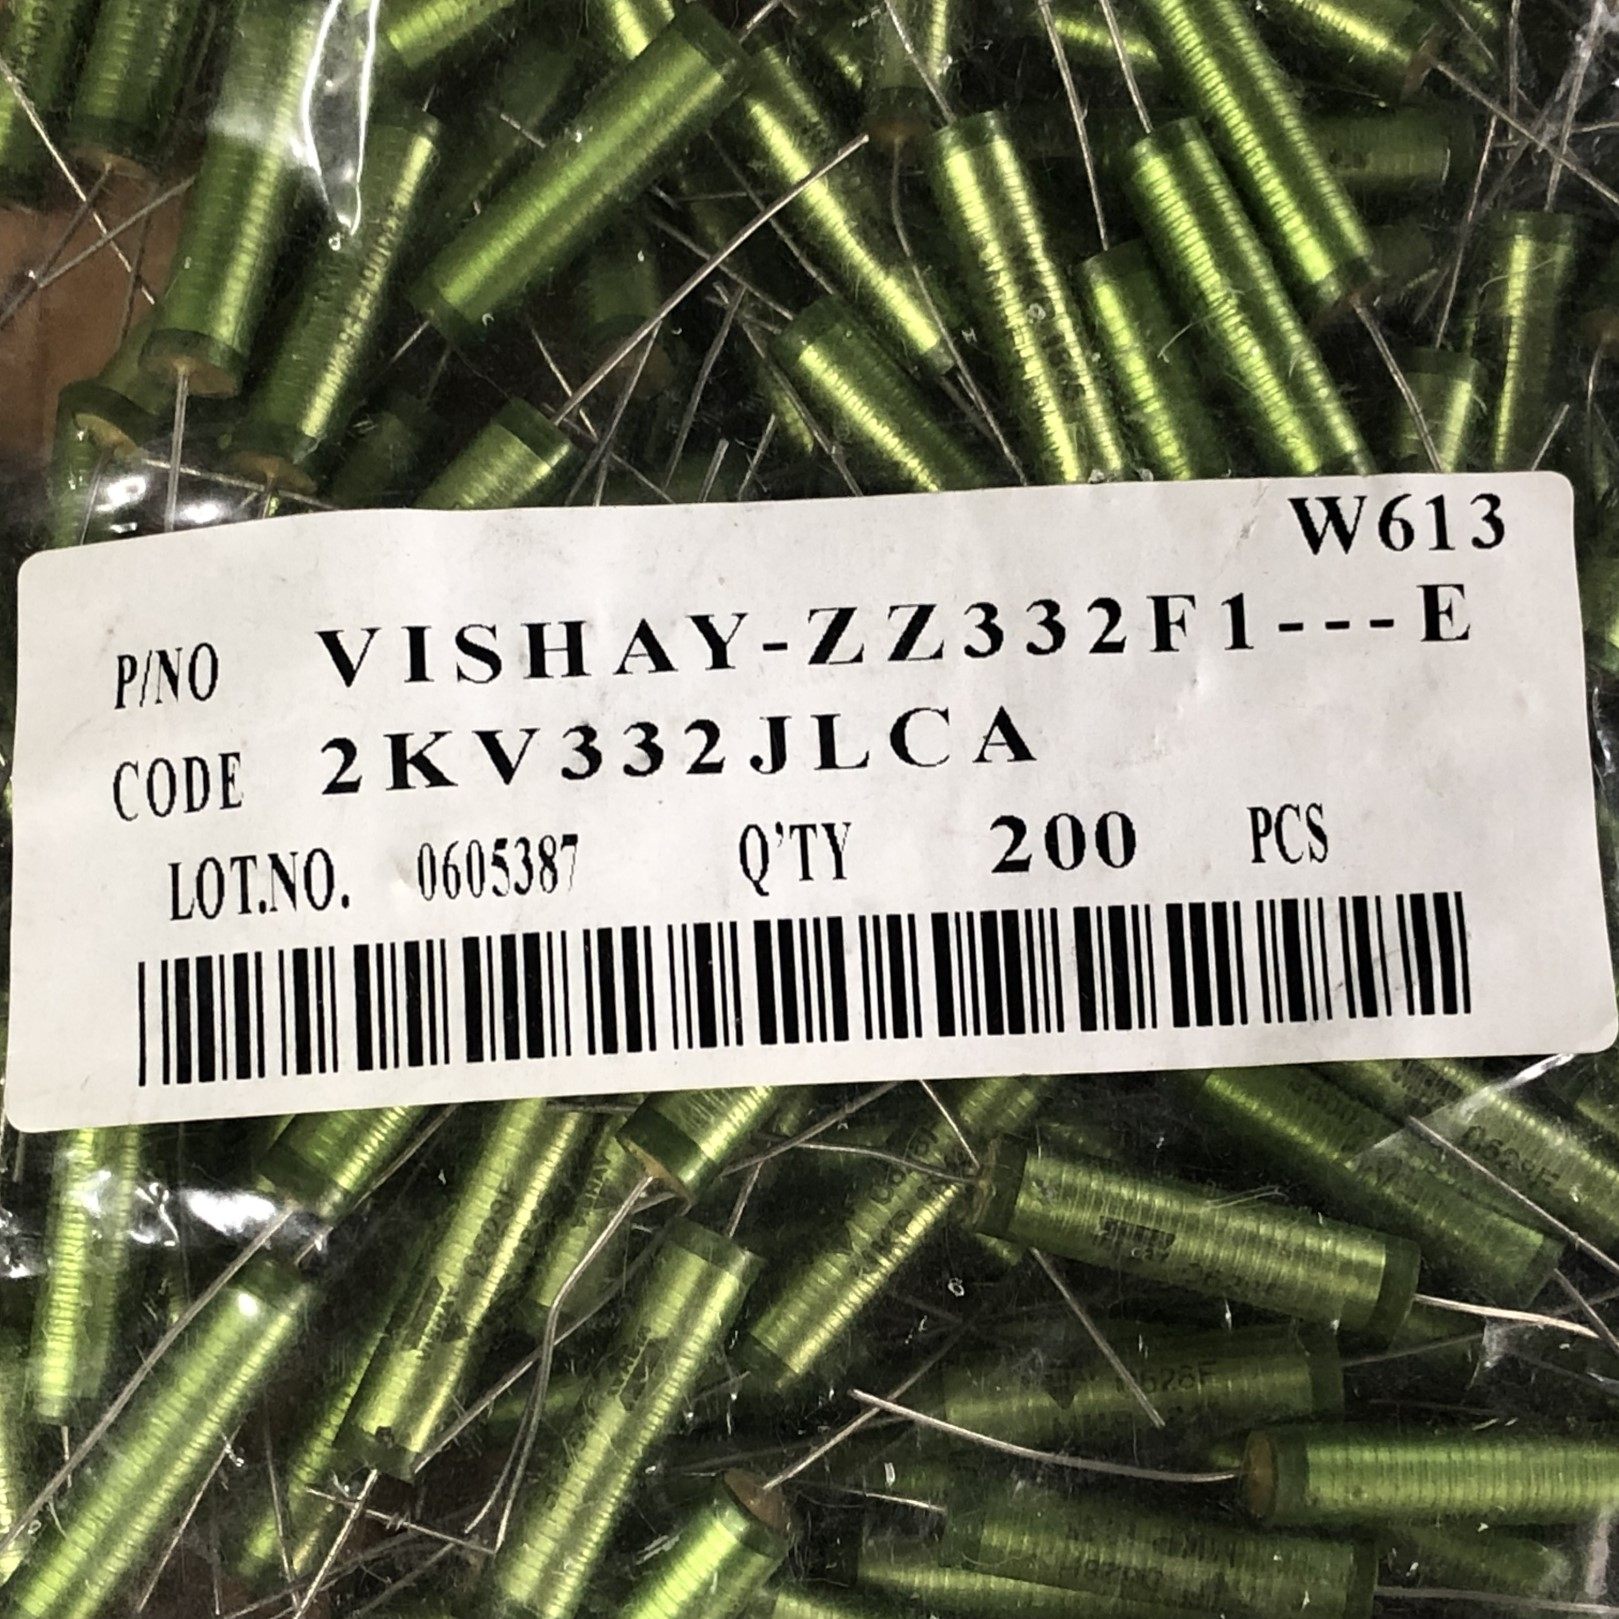 W613
P/NO VISHAY-ZZ332F1---E
CODE 2KV332JLCA
LOT.NO. 0605387 Q'TY 200 PCS